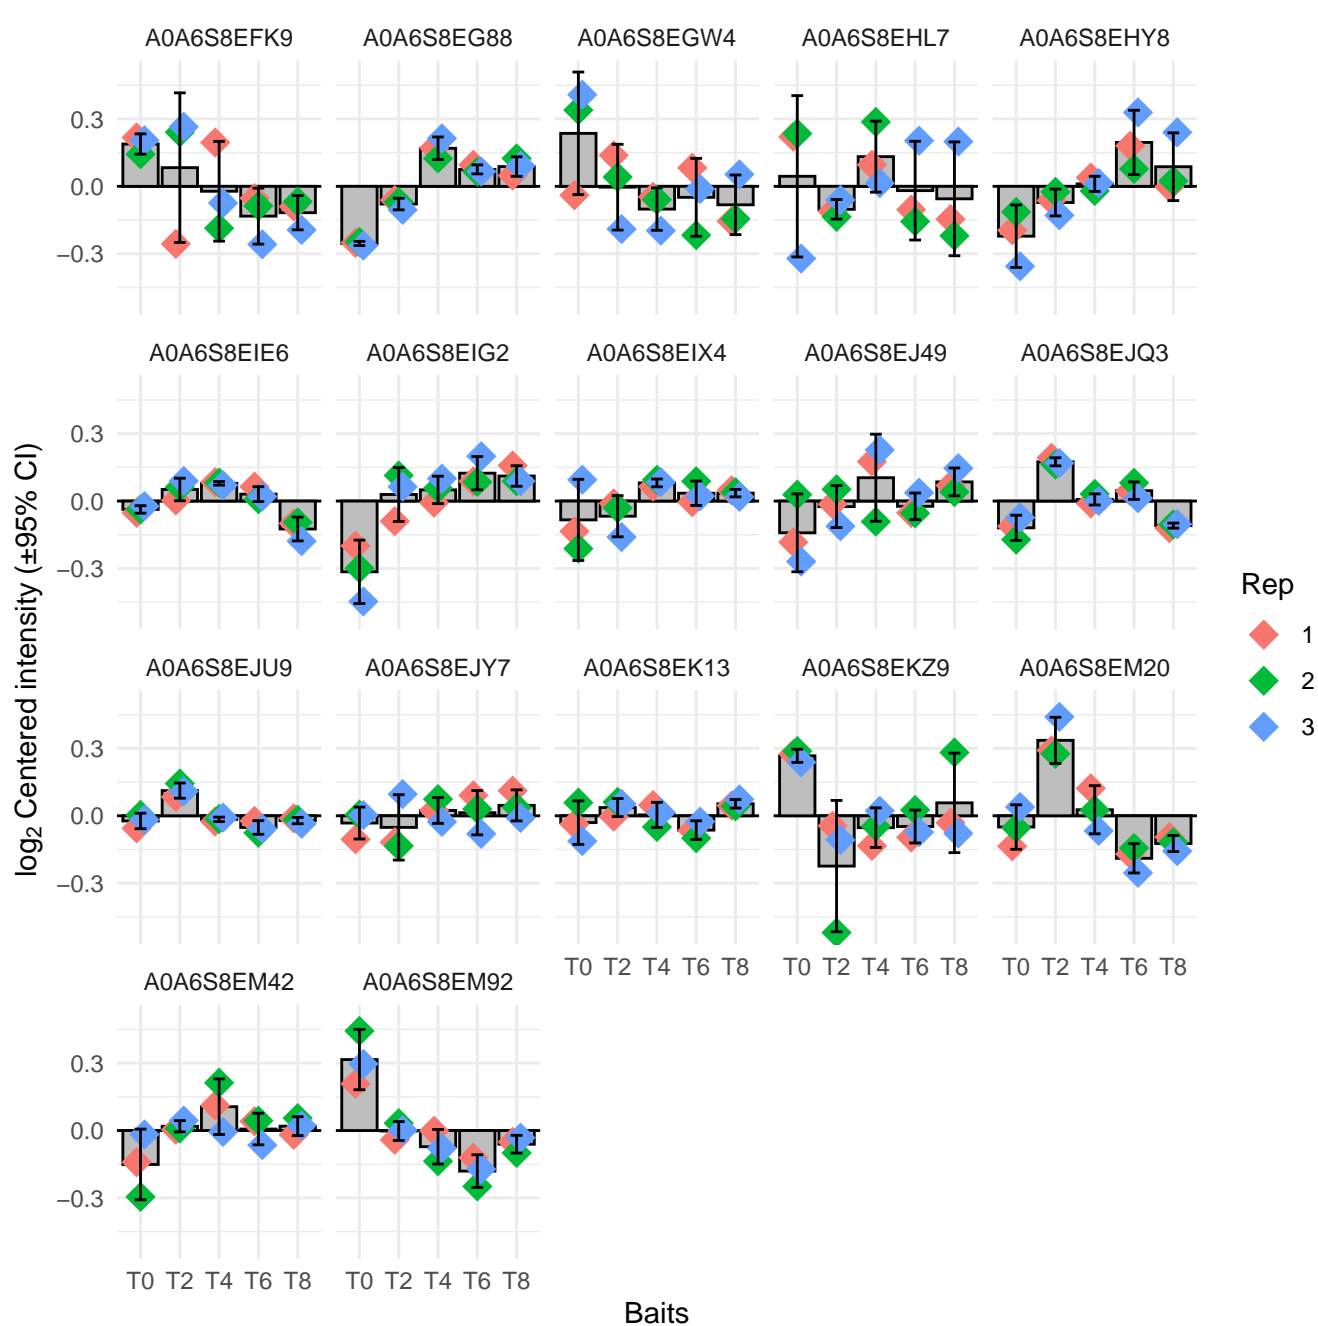 A0A6S8EFK9 A0A6S8EG88 A0A6S8EGW4 A0A6S8EHL7 A0A6S8EHY8
0.3
0.0
−0.3
A0A6S8EIE6 A0A6S8EIG2 A0A6S8EIX4 A0A6S8EJ49 A0A6S8EJQ3
0.3
0.0
−0.3
A0A6S8EJU9 A0A6S8EJY7 A0A6S8EK13 A0A6S8EKZ9 A0A6S8EM20
0.3
0.0
−0.3
T0 T2 T4 T6 T8 T0 T2 T4 T6 T8 T0 T2 T4 T6 T8
A0A6S8EM42 A0A6S8EM92
0.3
0.0
−0.3
T0 T2 T4 T6 T8 T0 T2 T4 T6 T8
Baits
log2 Centered intensity (±95% CI)
Rep
1
2
3